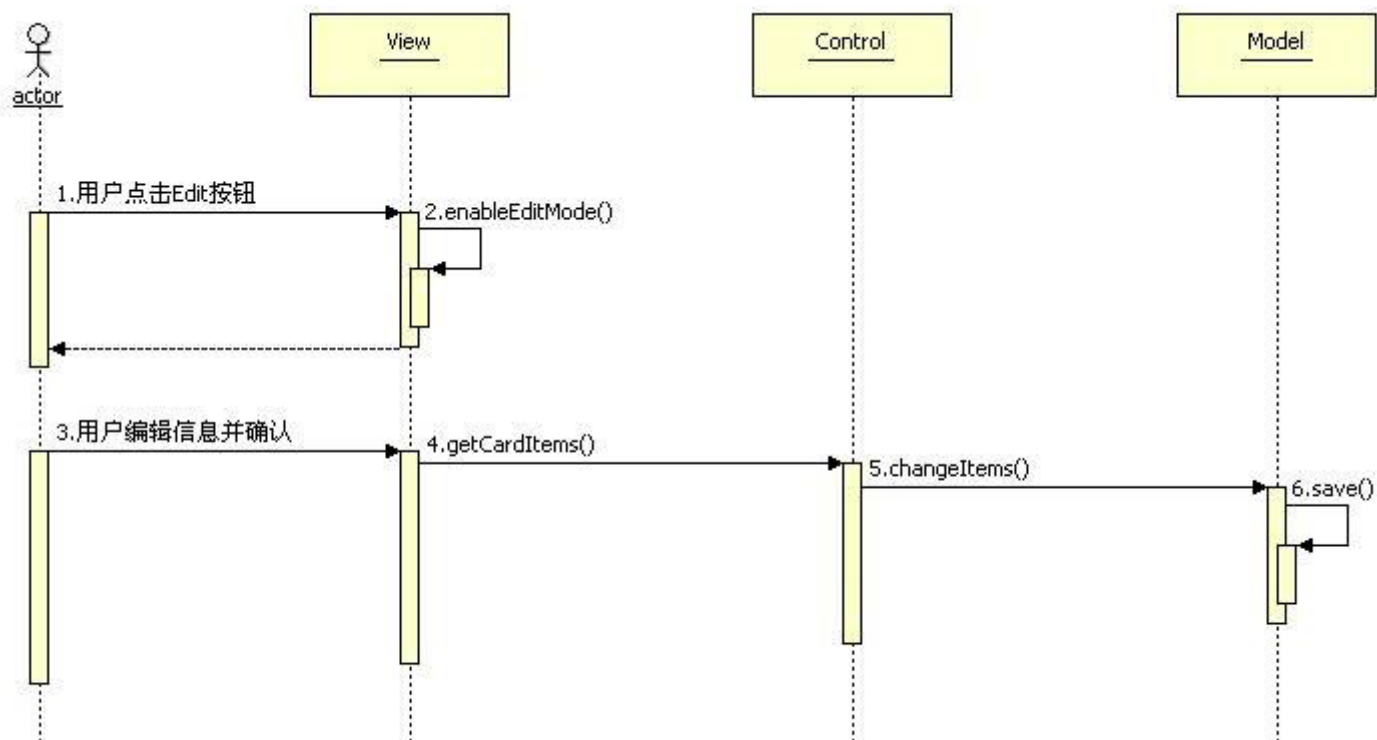 actor
View
Control
Model
1.用户点击Edit按钮
2.enableEditMode()
3.用户编辑信息并确认
4.getCardItems()
5.changeItems()
6.save()